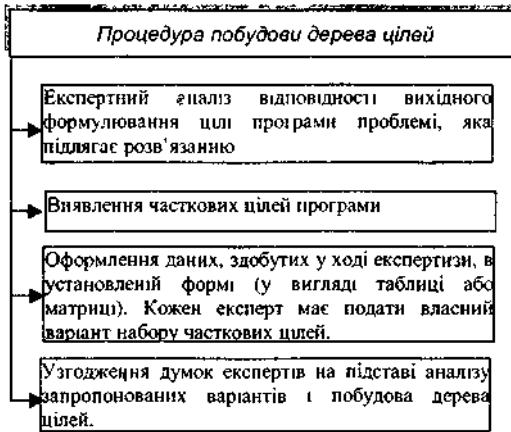 Процедура побудови дерева цілей
Експертний аналіз відповідності вихідного
формулювання цілі програми проблемі, яка
підлягає розв’язанню
Виявлення часткових цілей програми
Оформлення даних, здобутих у ході експертизи, в
установленій формі (у вигляді таблиці або
матриці). Кожен експерт має подати власний
варіант набору часткових цілей.
Узгодження думок експертів на підставі аналізу
запропонованих варіантів і побудова дерева
цілей.